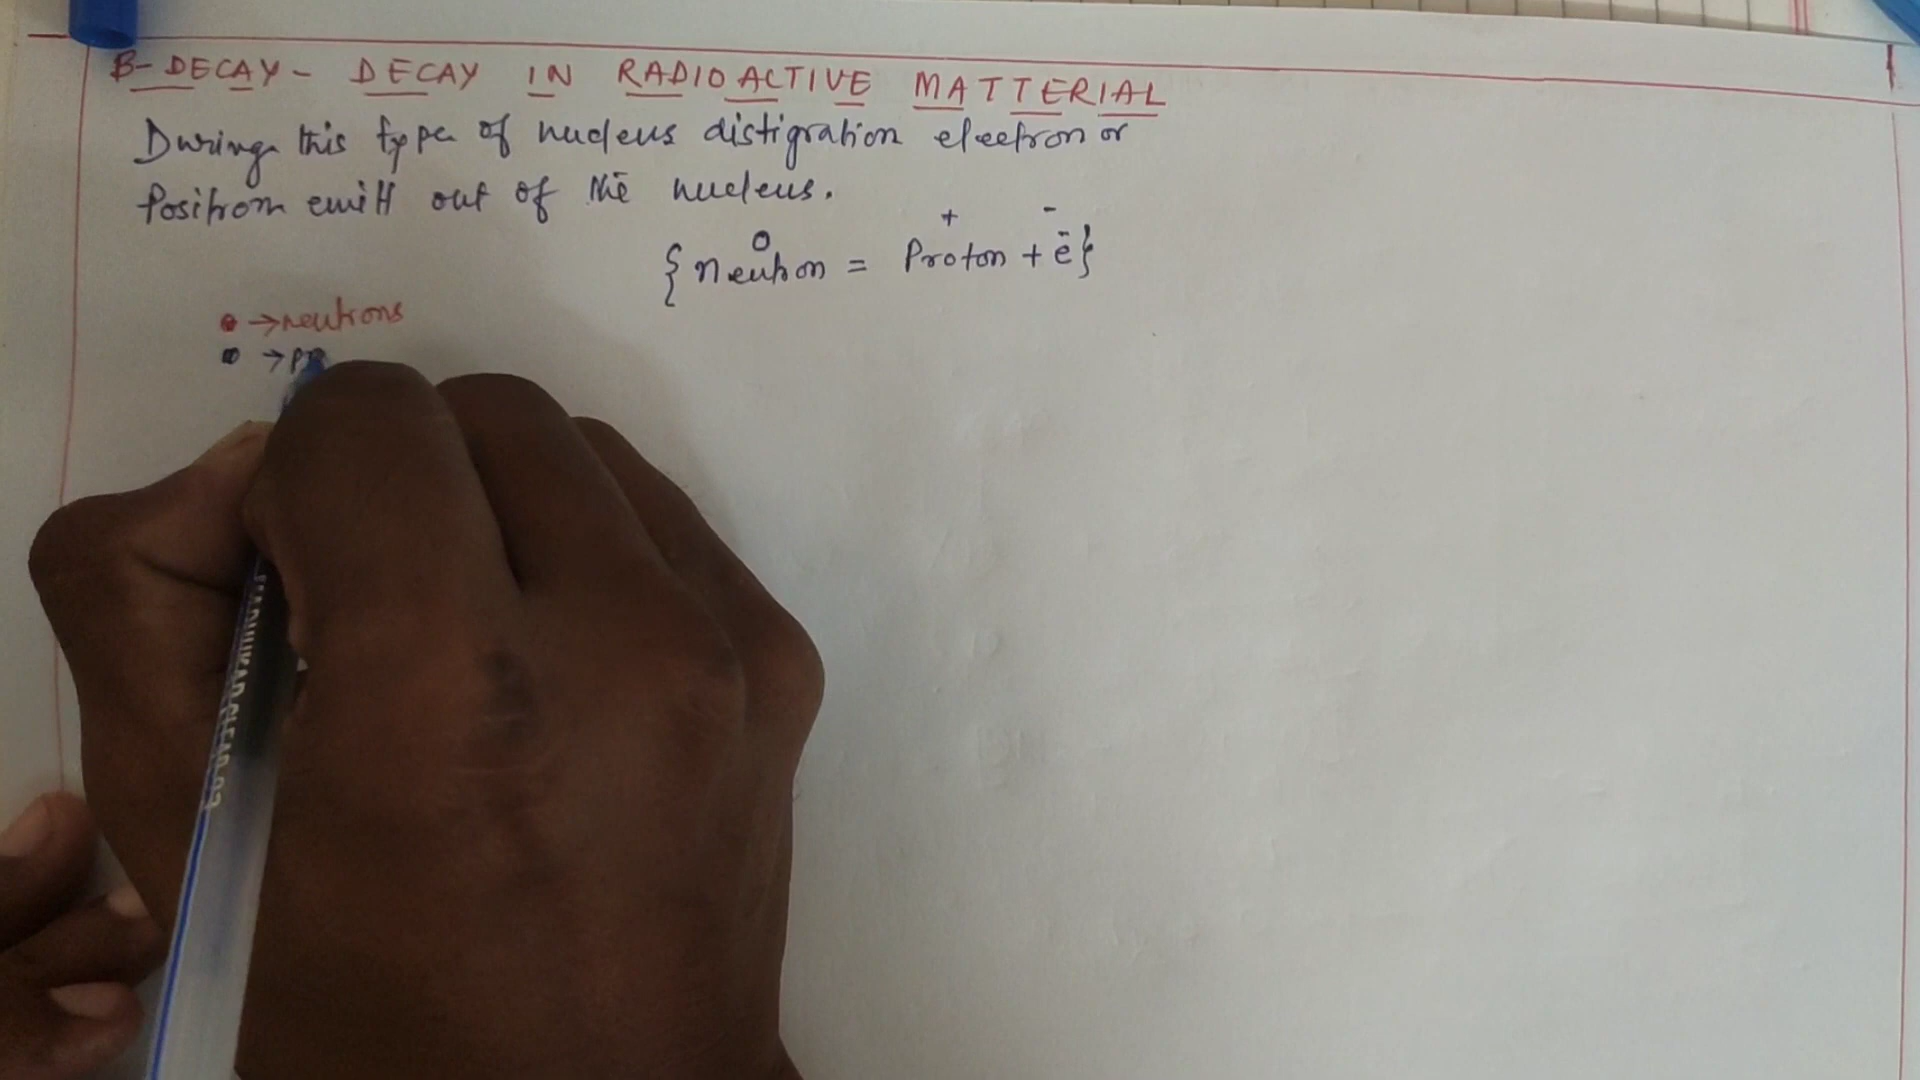 B-DECAY- DECAY IN RADIOACTIVE MATTERIAL
During this type of nucleus distigration electron or
Positron emitt out of the nucleus.
+ -
{neutron = Proton + ē}
→neutrons
→pr